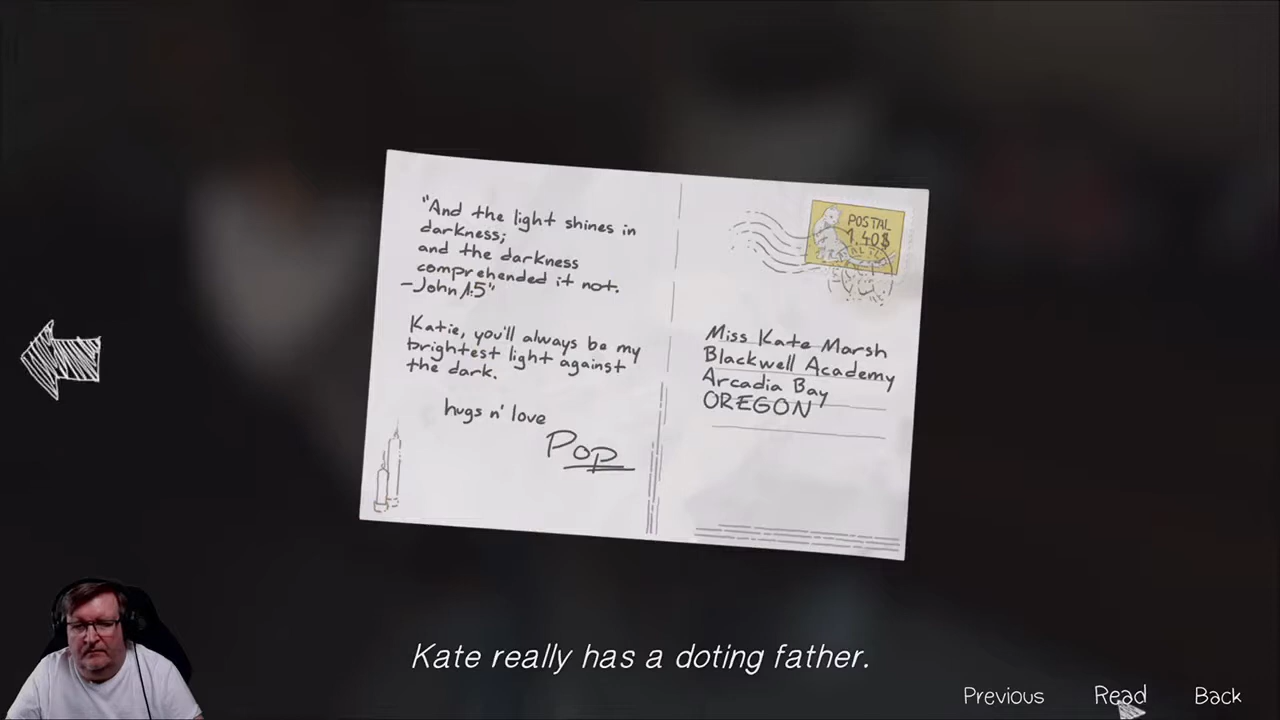 "And the light shines in
darkness;
and the darkness
comprehended it not.
-John 1:5"
Katie, you'll always be my
brightest light against
the dark.
hugs n' love
Pop
POSTAL
1.40$
Miss Kate Marsh
Blackwell Academy
Arcadia Bay
OREGON
Kate really has a doting father.
Previous
Read
Back